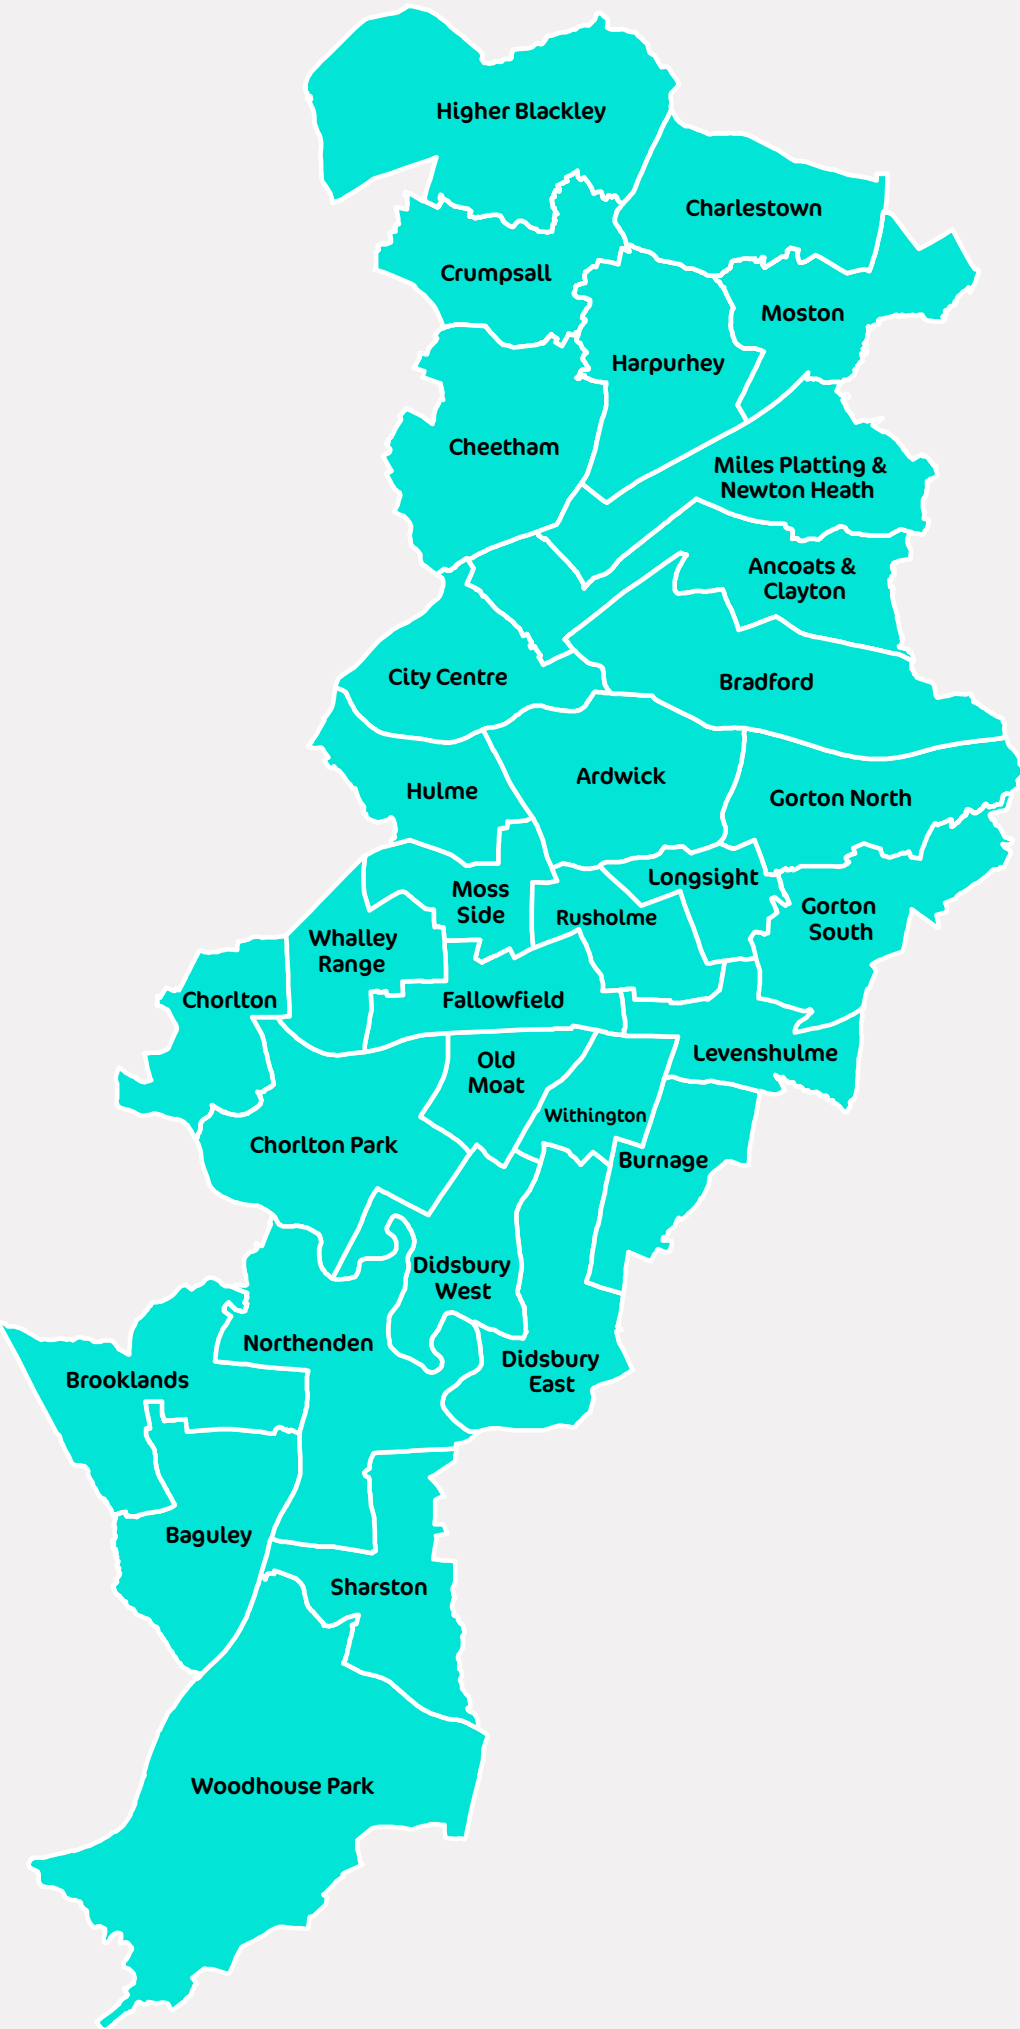 Higher Blackley
Charlestown
Crumpsall
Moston
Harpurhey
Cheetham
Miles Platting &
Newton Heath
Ancoats &
Clayton
City Centre
Bradford
Ardwick
Hulme
Gorton North
Longsight
Moss
Side
Rusholme
Gorton
South
Whalley
Range
Chorlton
Fallowfield
Levenshulme
Old
Moat
Withington
Chorlton Park
Burnage
Didsbury
West
Northenden
Didsbury
East
Brooklands
Baguley
Sharston
Woodhouse Park